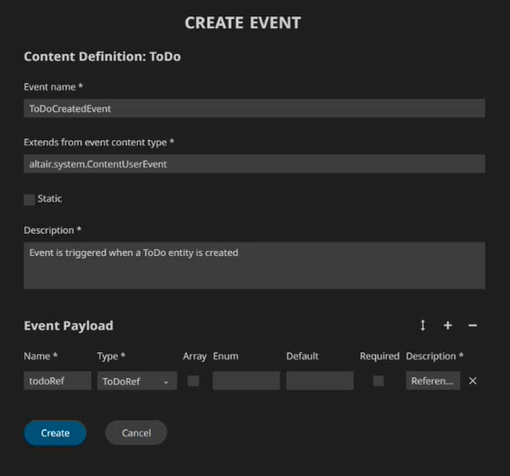 CREATE EVENT
Content Definition: ToDo
Event name *
ToDoCreatedEvent
Extends from event content type *
altair.system.ContentUserEvent
Static
Description *
Event is triggered when a ToDo entity is created
Event Payload
Name * Type * Array Enum Default Required Description *
todoRef ToDoRef Referen...
Create Cancel